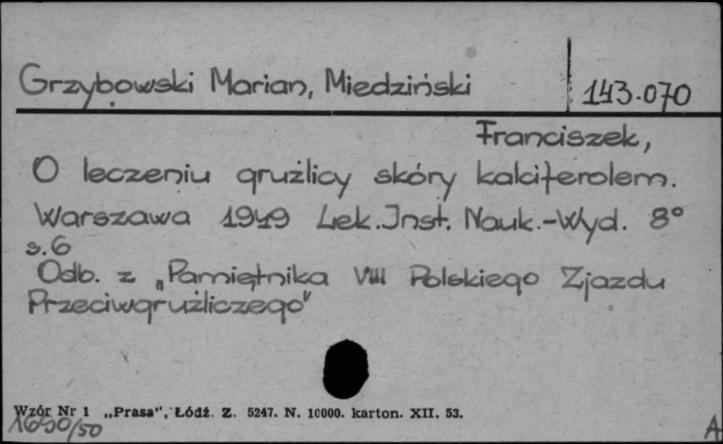 Grzybowski Marian, Miedziński 143.070
Franciszek,
O leczeniu gruźlicy skóry kalciferolem.
Warszawa 1949 Lek. Inst. Nauk.-Wyd. 8°
s. 6
Odb. z „Pamiętnika VIII Polskiego Zjazdu
Przeciwgruźliczego"
Wzór Nr 1 „Prasa", Łódź. Z. 5247. N. 10000. karton. XII. 53.
1650/50 A